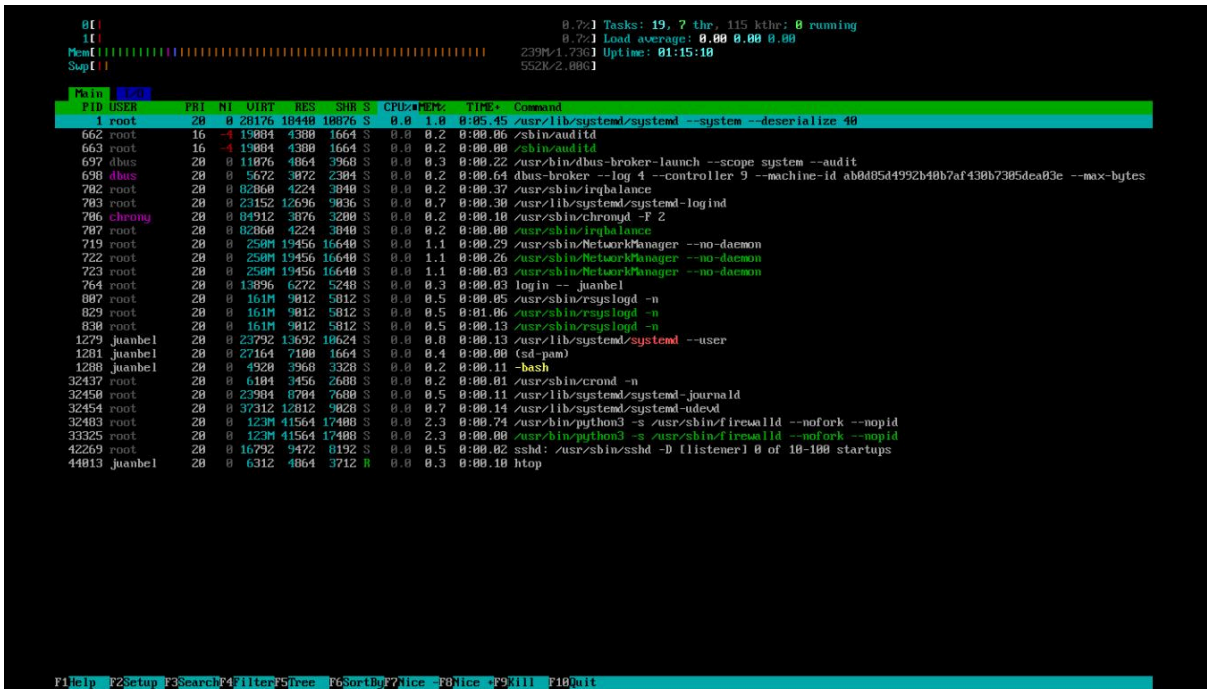 0[| 0.7%] Tasks: 19, 7 thr, 115 kthr; 0 running
1[| 0.7%] Load average: 0.00 0.00 0.00
Mem[||||||||||||||||||||||||||||||||||||||||||||||||| 239M/1.73G] Uptime: 01:15:10
Swp[|| 552K/2.00G]
Main I/O
PID USER PRI NI VIRT RES SHR S CPU% MEM% TIME+ Command
1 root 20 0 28176 18440 10876 S 0.0 1.0 0:05.45 /usr/lib/systemd/systemd --system --deserialize 40
662 root 16 -4 19084 4380 1664 S 0.0 0.2 0:00.06 /sbin/auditd
663 root 16 -4 19084 4380 1664 S 0.0 0.2 0:00.00 /sbin/auditd
697 dbus 20 0 11076 4864 3968 S 0.0 0.3 0:00.22 /usr/bin/dbus-broker-launch --scope system --audit
698 dbus 20 0 5672 3072 2304 S 0.0 0.2 0:00.64 dbus-broker --log 4 --controller 9 --machine-id ab0d85d4992b40b7af430b7305dea03e --max-bytes
702 root 20 0 82860 4224 3840 S 0.0 0.2 0:00.37 /usr/sbin/irqbalance
703 root 20 0 23152 12696 9036 S 0.0 0.7 0:00.30 /usr/lib/systemd/systemd-logind
706 chrony 20 0 84912 3876 3200 S 0.0 0.2 0:00.10 /usr/sbin/chronyd -F 2
707 root 20 0 82860 4224 3840 S 0.0 0.2 0:00.00 /usr/sbin/irqbalance
719 root 20 0 250M 19456 16640 S 0.0 1.1 0:00.29 /usr/sbin/NetworkManager --no-daemon
722 root 20 0 250M 19456 16640 S 0.0 1.1 0:00.26 /usr/sbin/NetworkManager --no-daemon
723 root 20 0 250M 19456 16640 S 0.0 1.1 0:00.03 /usr/sbin/NetworkManager --no-daemon
764 root 20 0 13896 6272 5248 S 0.0 0.3 0:00.03 login -- juanbel
807 root 20 0 161M 9012 5812 S 0.0 0.5 0:00.05 /usr/sbin/rsyslogd -n
829 root 20 0 161M 9012 5812 S 0.0 0.5 0:01.06 /usr/sbin/rsyslogd -n
830 root 20 0 161M 9012 5812 S 0.0 0.5 0:00.13 /usr/sbin/rsyslogd -n
1279 juanbel 20 0 23792 13692 10624 S 0.0 0.8 0:00.13 /usr/lib/systemd/systemd --user
1281 juanbel 20 0 27164 7100 1664 S 0.0 0.4 0:00.00 (sd-pam)
1288 juanbel 20 0 4920 3968 3328 S 0.0 0.2 0:00.11 -bash
32437 root 20 0 6104 3456 2688 S 0.0 0.2 0:00.01 /usr/sbin/crond -n
32450 root 20 0 23984 8704 7680 S 0.0 0.5 0:00.11 /usr/lib/systemd/systemd-journald
32454 root 20 0 37312 12812 9028 S 0.0 0.7 0:00.14 /usr/lib/systemd/systemd-udevd
32483 root 20 0 123M 41564 17408 S 0.0 2.3 0:00.74 /usr/bin/python3 -s /usr/sbin/firewalld --nofork --nopid
33325 root 20 0 123M 41564 17408 S 0.0 2.3 0:00.00 /usr/bin/python3 -s /usr/sbin/firewalld --nofork --nopid
42269 root 20 0 16792 9472 8192 S 0.0 0.5 0:00.02 sshd: /usr/sbin/sshd -D [listener] 0 of 10-100 startups
44013 juanbel 20 0 6312 4864 3712 R 0.0 0.3 0:00.10 htop
F1Help F2Setup F3SearchF4FilterF5Tree F6SortByF7Nice -F8Nice +F9Kill F10Quit